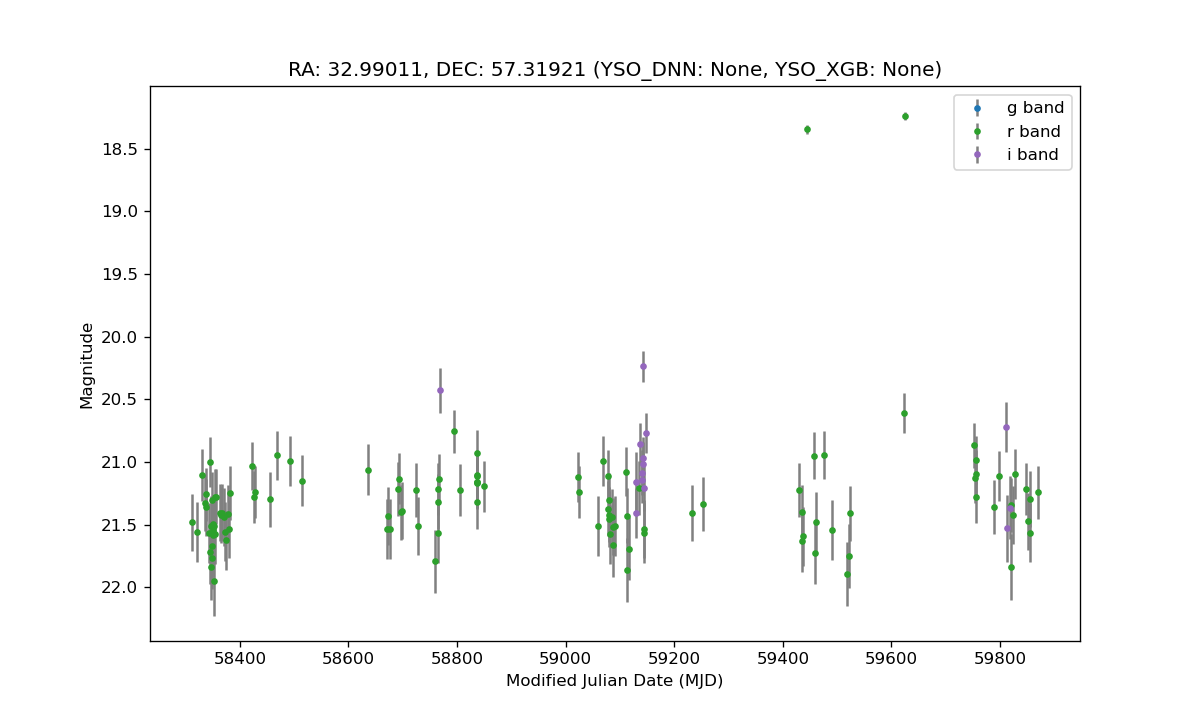 RA: 32.99011, DEC: 57.31921 (YSO_DNN: None, YSO_XGB: None)
g band
r band
i band
18.5
19.0
19.5
20.0
20.5
21.0
21.5
22.0
Magnitude
58400 58600 58800 59000 59200 59400 59600 59800
Modified Julian Date (MJD)